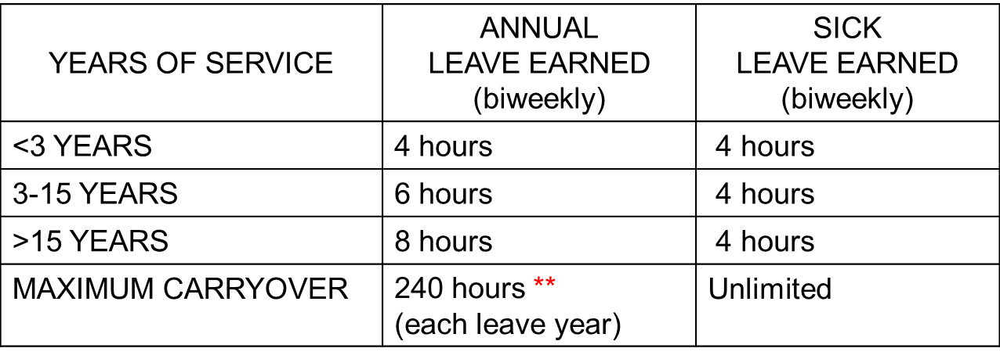 YEARS OF SERVICE
ANNUAL
LEAVE EARNED
(biweekly)
SICK
LEAVE EARNED
(biweekly)
<3 YEARS
4 hours
4 hours
3-15 YEARS
6 hours
4 hours
>15 YEARS
8 hours
4 hours
MAXIMUM CARRYOVER
240 hours **
(each leave year)
Unlimited